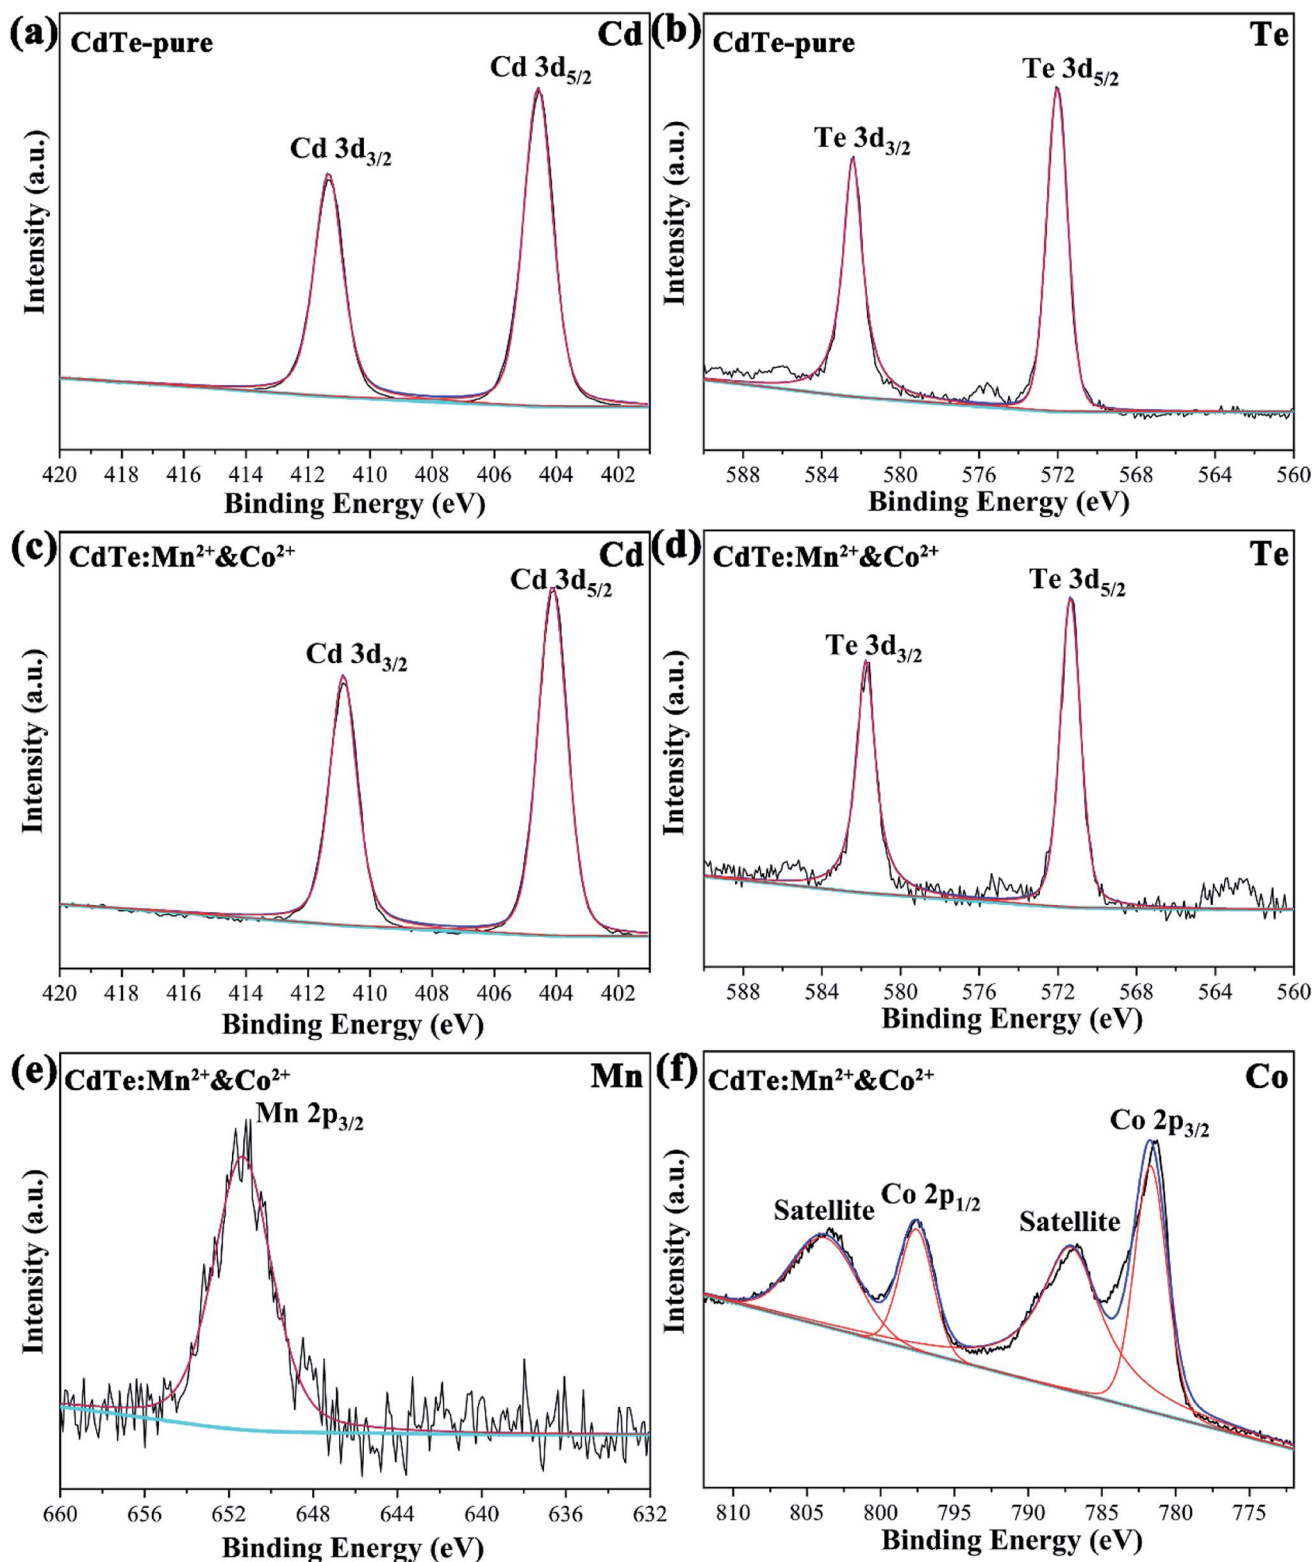 (a) CdTe-pure Cd
Cd 3d5/2
Cd 3d3/2
Intensity (a.u.)
420 418 416 414 412 410 408 406 404 402
Binding Energy (eV)
(b) CdTe-pure Te
Te 3d5/2
Te 3d3/2
Intensity (a.u.)
588 584 580 576 572 568 564 560
Binding Energy (eV)
(c) CdTe:Mn²⁺&Co²⁺ Cd
Cd 3d5/2
Cd 3d3/2
Intensity (a.u.)
420 418 416 414 412 410 408 406 404 402
Binding Energy (eV)
(d) CdTe:Mn²⁺&Co²⁺ Te
Te 3d5/2
Te 3d3/2
Intensity (a.u.)
588 584 580 576 572 568 564 560
Binding Energy (eV)
(e) CdTe:Mn²⁺&Co²⁺ Mn
Mn 2p3/2
Intensity (a.u.)
660 656 652 648 644 640 636 632
Binding Energy (eV)
(f) CdTe:Mn²⁺&Co²⁺ Co
Co 2p3/2
Co 2p1/2
Satellite
Satellite
Intensity (a.u.)
810 805 800 795 790 785 780 775
Binding Energy (eV)